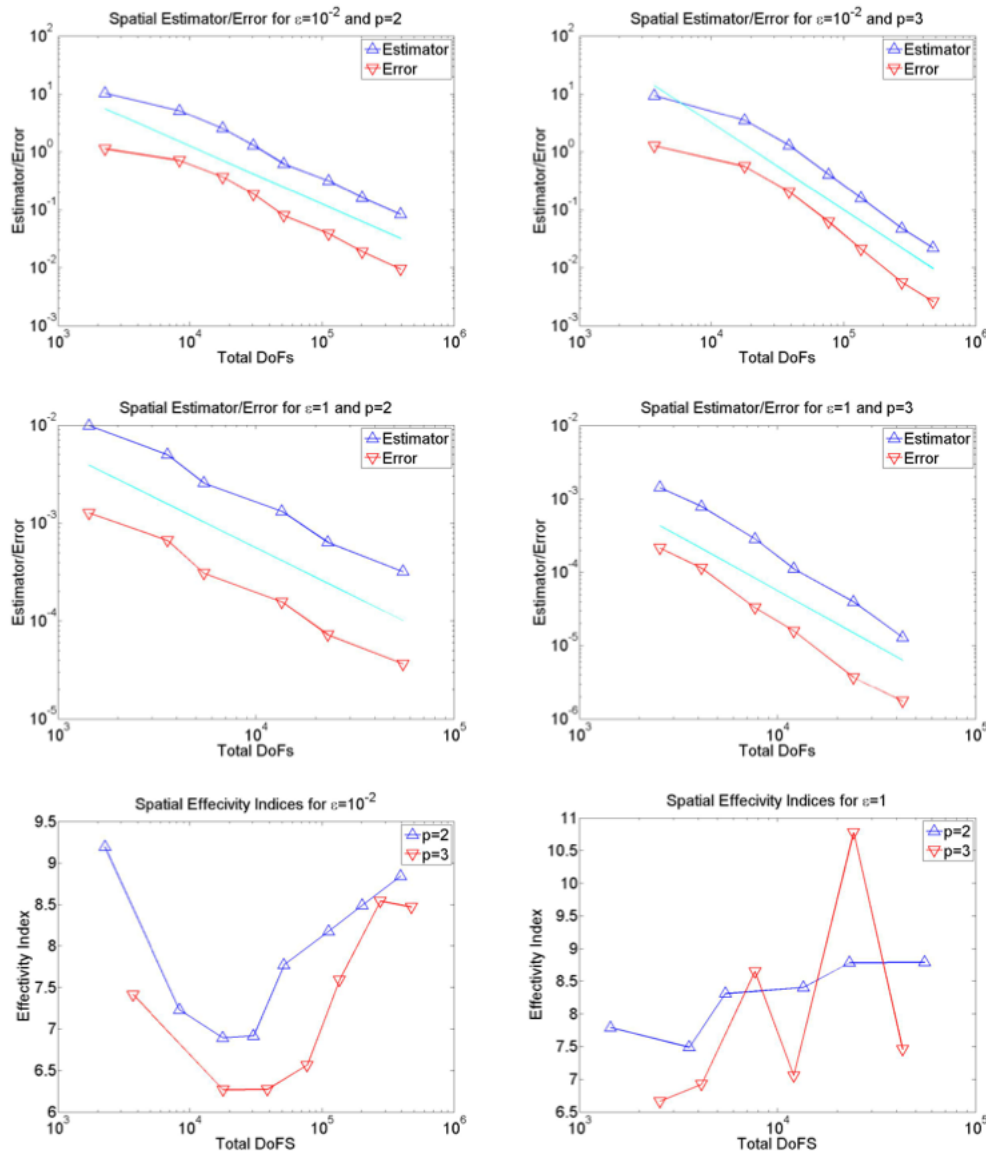 Spatial Estimator/Error for ε=10⁻² and p=2
10²
10¹
10⁰
10⁻¹
10⁻²
10⁻³
Estimator/Error
Estimator
Error
10³ 10⁴ 10⁵ 10⁶
Total DoFs
Spatial Estimator/Error for ε=10⁻² and p=3
10²
10¹
10⁰
10⁻¹
10⁻²
10⁻³
Estimator/Error
Estimator
Error
10³ 10⁴ 10⁵ 10⁶
Total DoFs
Spatial Estimator/Error for ε=1 and p=2
10⁻²
10⁻³
10⁻⁴
10⁻⁵
Estimator/Error
Estimator
Error
10³ 10⁴ 10⁵
Total DoFs
Spatial Estimator/Error for ε=1 and p=3
10⁻²
10⁻³
10⁻⁴
10⁻⁵
10⁻⁶
Estimator/Error
Estimator
Error
10³ 10⁴ 10⁵
Total DoFs
Spatial Effecivity Indices for ε=10⁻²
9.5
9
8.5
8
7.5
7
6.5
6
Effectivity Index
p=2
p=3
10³ 10⁴ 10⁵ 10⁶
Total DoFS
Spatial Effecivity Indices for ε=1
11
10.5
10
9.5
9
8.5
8
7.5
7
6.5
Effectivity Index
p=2
p=3
10³ 10⁴ 10⁵
Total DoFS